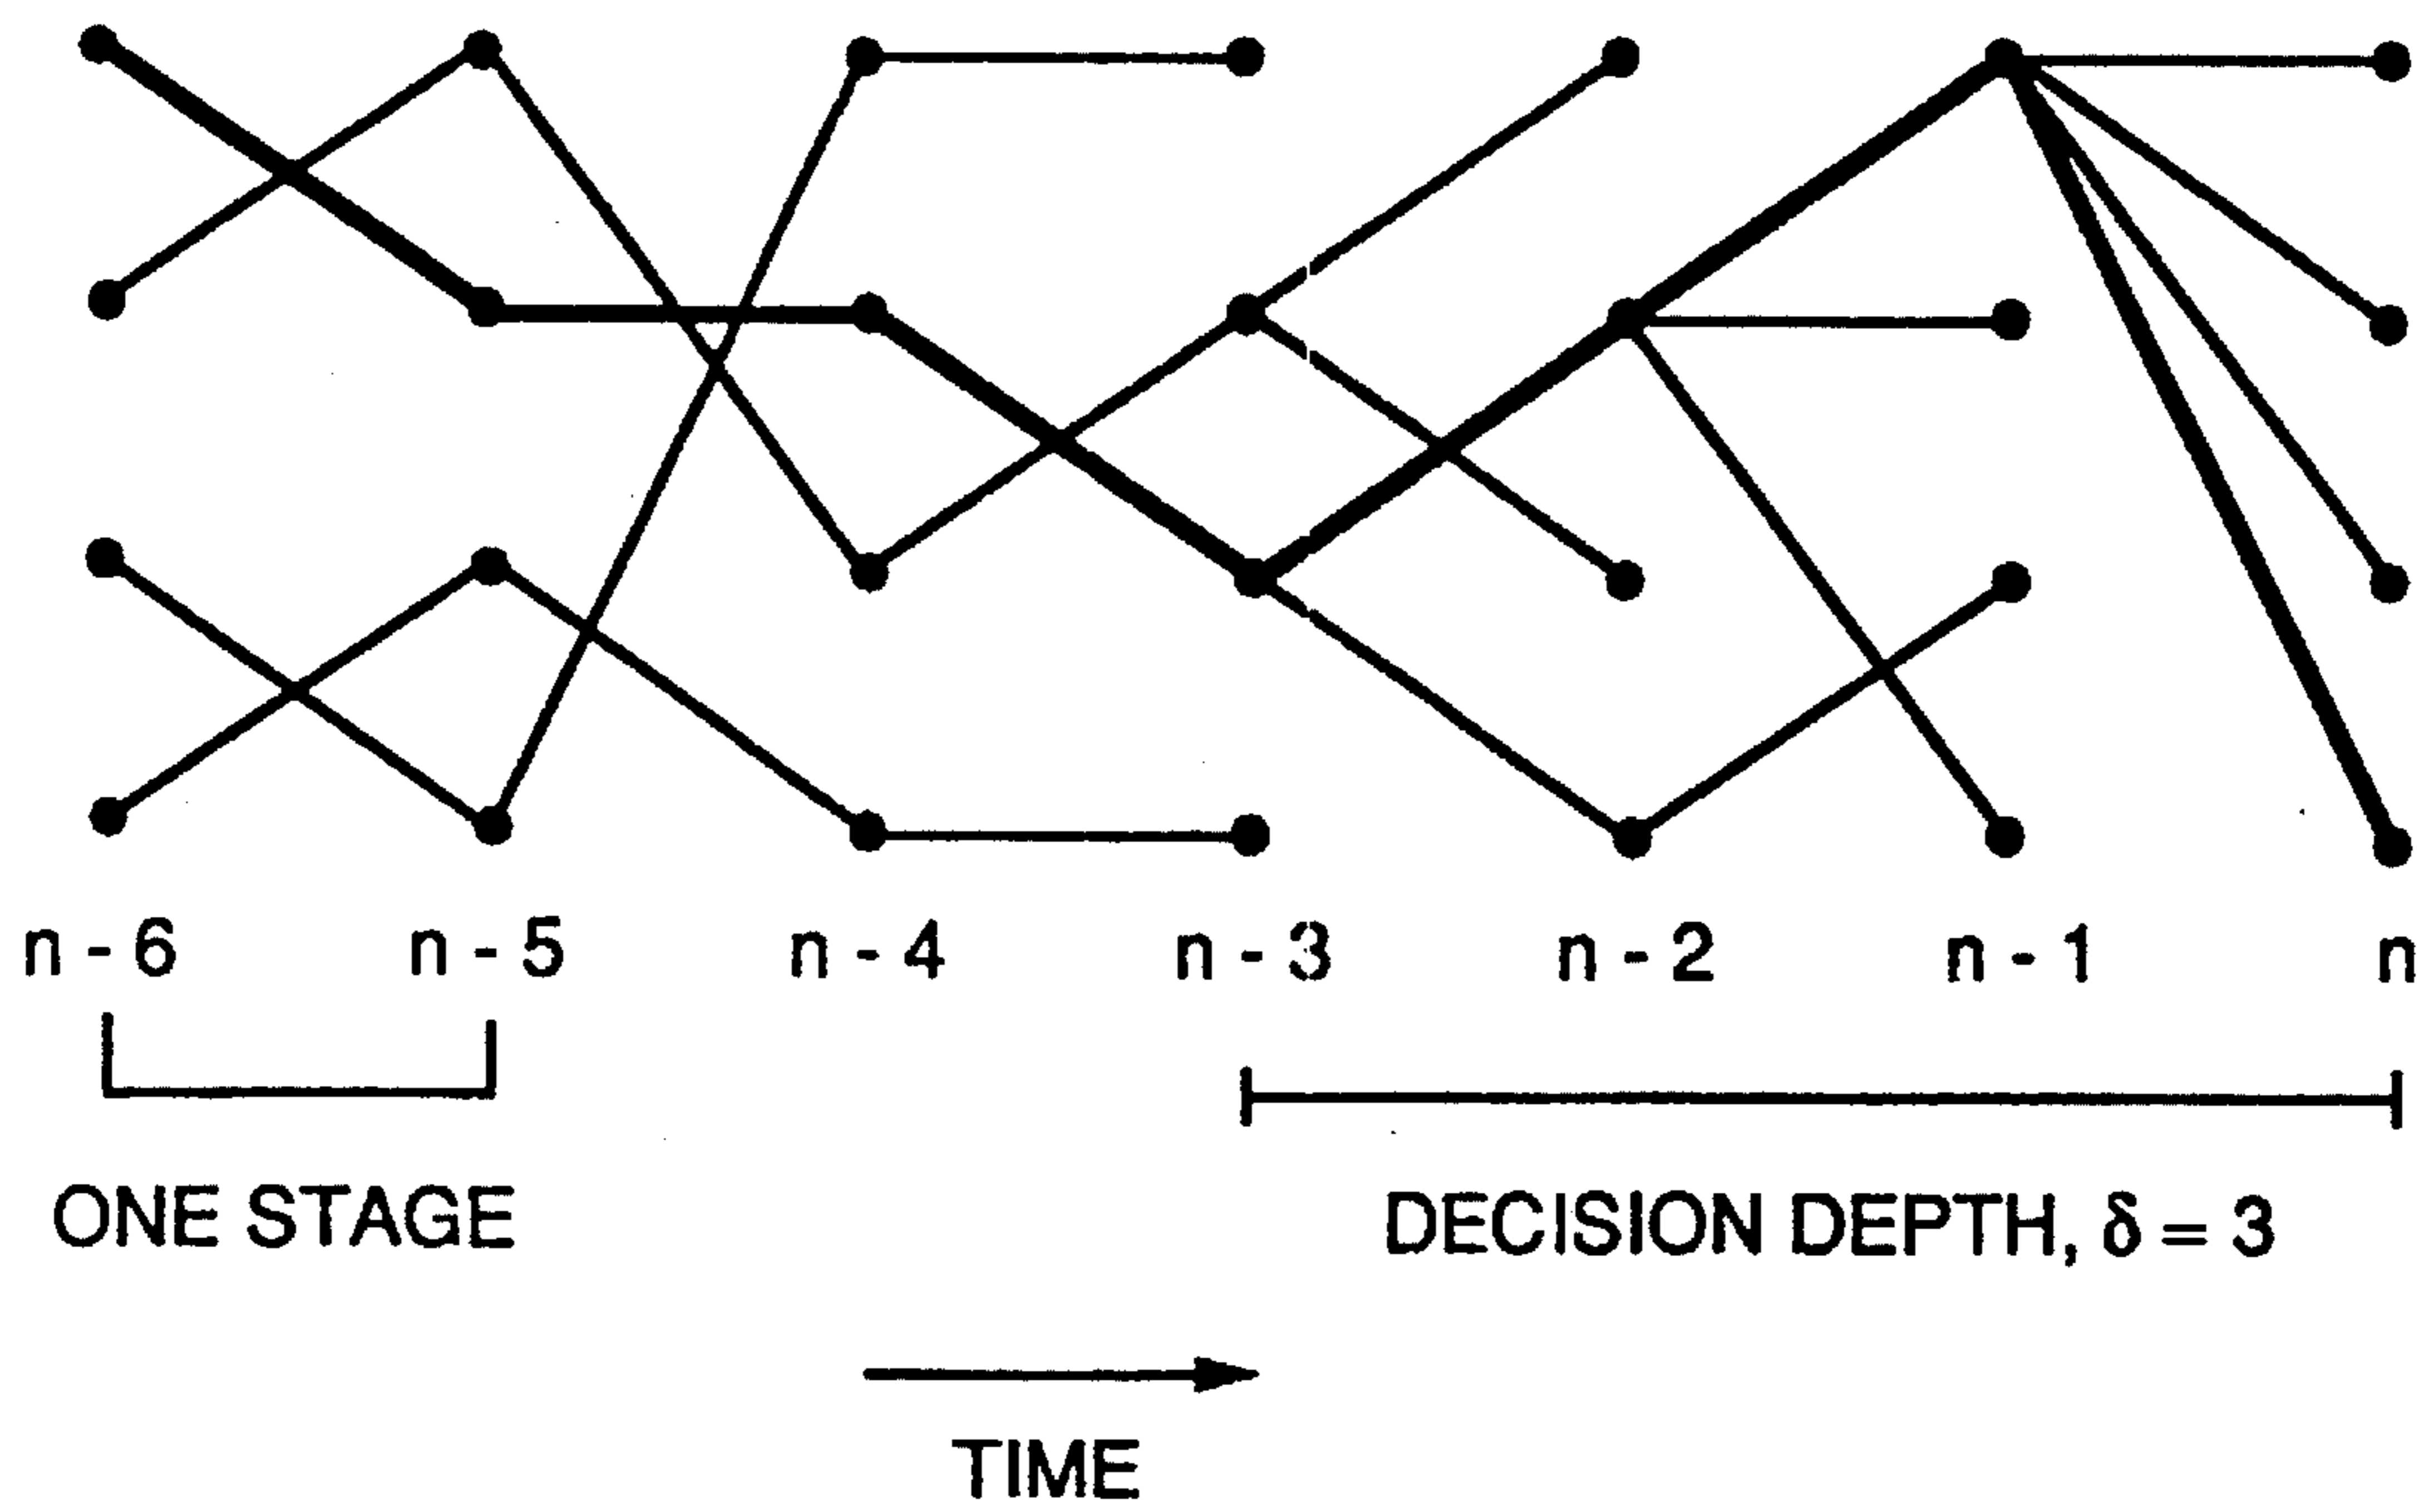 n - 6 n - 5 n - 4 n - 3 n - 2 n - 1 n
ONE STAGE DECISION DEPTH, δ = 3
TIME